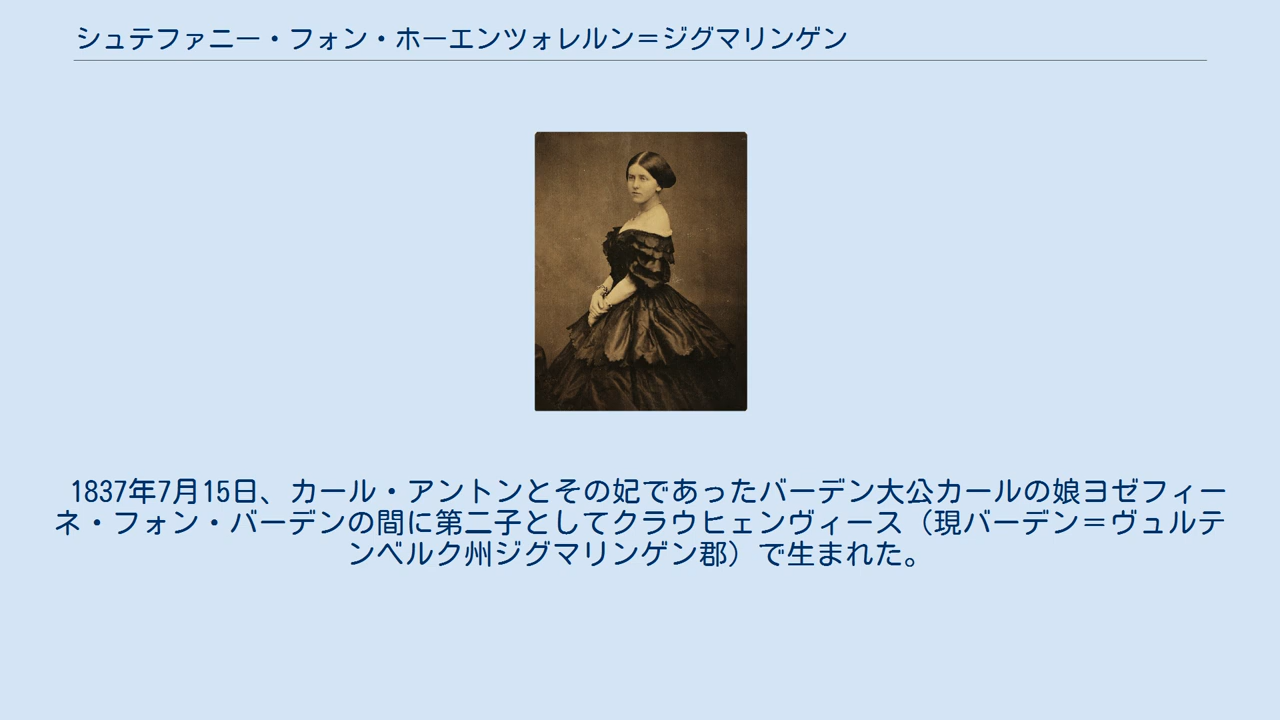 シュテファニー・フォン・ホーエンツォレルン＝ジグマリンゲン
1837年7月15日、カール・アントンとその妃であったバーデン大公カールの娘ヨゼフィー
ネ・フォン・バーデンの間に第二子としてクラウヒェンヴィース（現バーデン＝ヴュルテ
ンベルク州ジグマリンゲン郡）で生まれた。